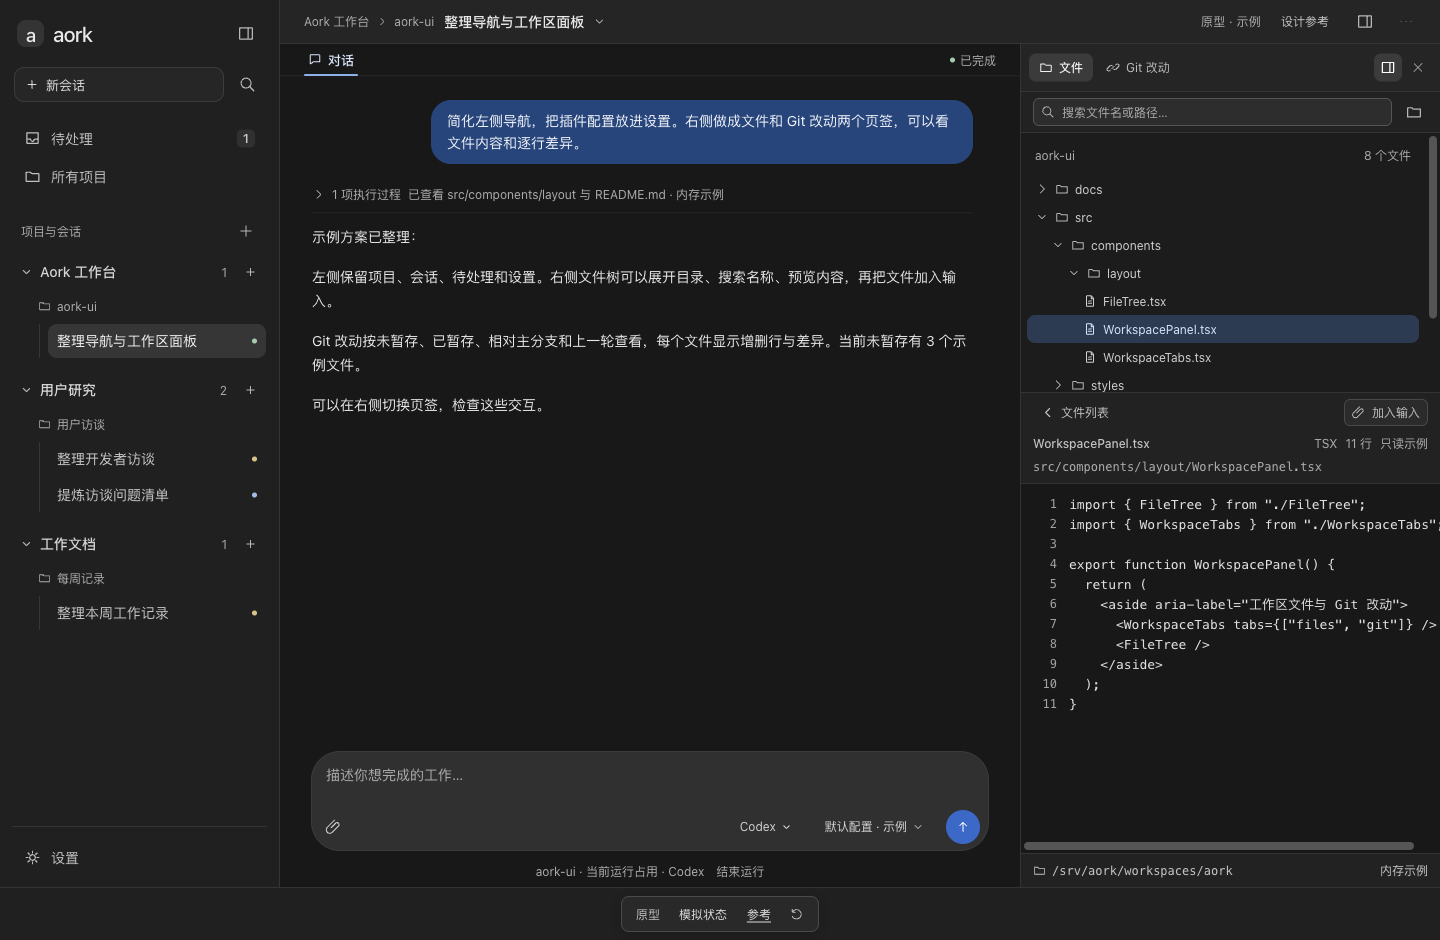 a aork
新会话
待处理 1
所有项目
项目与会话
Aork 工作台 1
aork-ui
整理导航与工作区面板
用户研究 2
用户访谈
整理开发者访谈
提炼访谈问题清单
工作文档 1
每周记录
整理本周工作记录
设置
Aork 工作台 > aork-ui 整理导航与工作区面板
原型 · 示例 设计参考
对话
已完成
简化左侧导航，把插件配置放进设置。右侧做成文件和 Git 改动两个页签，可以看
文件内容和逐行差异。
1 项执行过程 已查看 src/components/layout 与 README.md · 内存示例
示例方案已整理：
左侧保留项目、会话、待处理和设置。右侧文件树可以展开目录、搜索名称、预览内容，再把文件加入输
入。
Git 改动按未暂存、已暂存、相对主分支和上一轮查看，每个文件显示增删行与差异。当前未暂存有 3 个示
例文件。
可以在右侧切换页签，检查这些交互。
描述你想完成的工作...
Codex 默认配置 · 示例
aork-ui · 当前运行占用 · Codex 结束运行
文件 Git 改动
搜索文件名或路径...
aork-ui 8 个文件
docs
src
components
layout
FileTree.tsx
WorkspacePanel.tsx
WorkspaceTabs.tsx
styles
文件列表 加入输入
WorkspacePanel.tsx TSX 11 行 只读示例
src/components/layout/WorkspacePanel.tsx
1 import { FileTree } from "./FileTree";
2 import { WorkspaceTabs } from "./WorkspaceTabs";
3
4 export function WorkspacePanel() {
5   return (
6     <aside aria-label="工作区文件与 Git 改动">
7       <WorkspaceTabs tabs={["files", "git"]} />
8       <FileTree />
9     </aside>
10   );
11 }
/srv/aork/workspaces/aork 内存示例
原型 模拟状态 参考